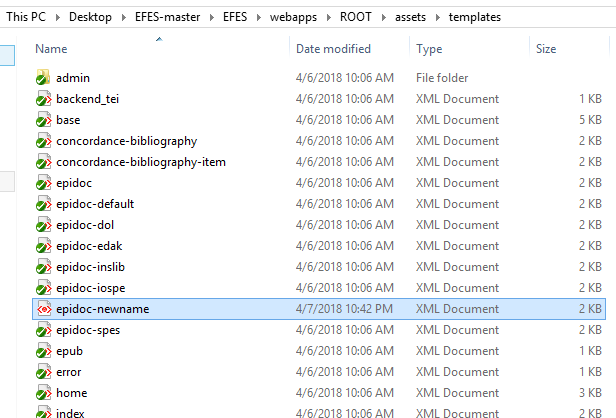 This PC > Desktop > EFES-master > EFES > webapps > ROOT > assets > templates
Name Date modified Type Size
admin 4/6/2018 10:06 AM File folder
backend_tei 4/6/2018 10:06 AM XML Document 1 KB
base 4/6/2018 10:06 AM XML Document 5 KB
concordance-bibliography 4/6/2018 10:06 AM XML Document 2 KB
concordance-bibliography-item 4/6/2018 10:06 AM XML Document 2 KB
epidoc 4/6/2018 10:06 AM XML Document 2 KB
epidoc-default 4/6/2018 10:06 AM XML Document 2 KB
epidoc-dol 4/6/2018 10:06 AM XML Document 2 KB
epidoc-edak 4/6/2018 10:06 AM XML Document 2 KB
epidoc-inslib 4/6/2018 10:06 AM XML Document 2 KB
epidoc-iospe 4/6/2018 10:06 AM XML Document 2 KB
epidoc-newname 4/7/2018 10:42 PM XML Document 2 KB
epidoc-spes 4/6/2018 10:06 AM XML Document 2 KB
epub 4/6/2018 10:06 AM XML Document 1 KB
error 4/6/2018 10:06 AM XML Document 1 KB
home 4/6/2018 10:06 AM XML Document 3 KB
index 4/6/2018 10:06 AM XML Document 2 KB